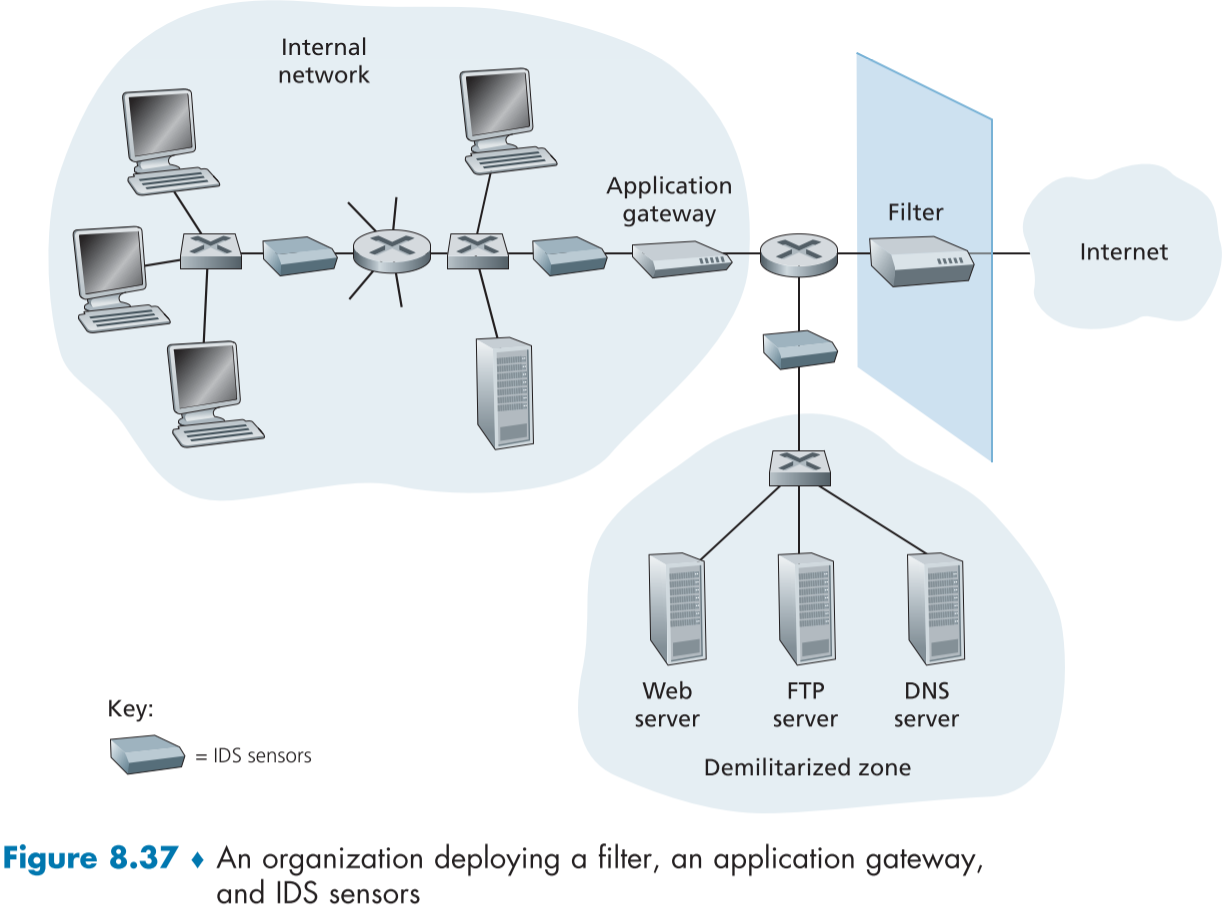 Internal
network
Application
gateway
Filter
Internet
Web
server
FTP
server
DNS
server
Demilitarized zone
Key:
= IDS sensors
Figure 8.37 ♦ An organization deploying a filter, an application gateway,
and IDS sensors